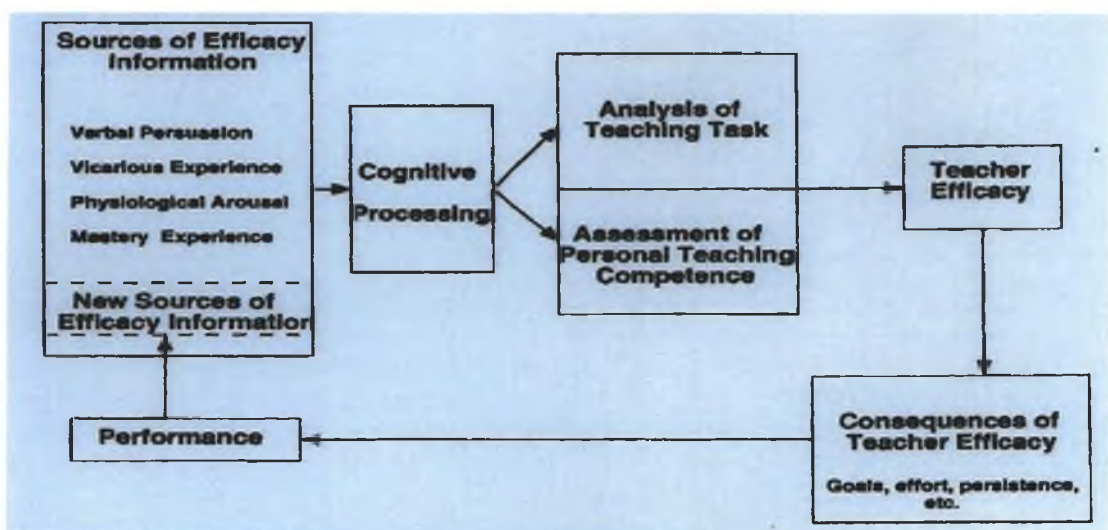 Sources of Efficacy
Information
Verbal Persuasion
Vicarious Experience
Physiological Arousal
Mastery Experience
New Sources of
Efficacy Information
Cognitive
Processing
Analysis of
Teaching Task
Assessment of
Personal Teaching
Competence
Teacher
Efficacy
Consequences of
Teacher Efficacy
Goals, effort, persistence,
etc.
Performance